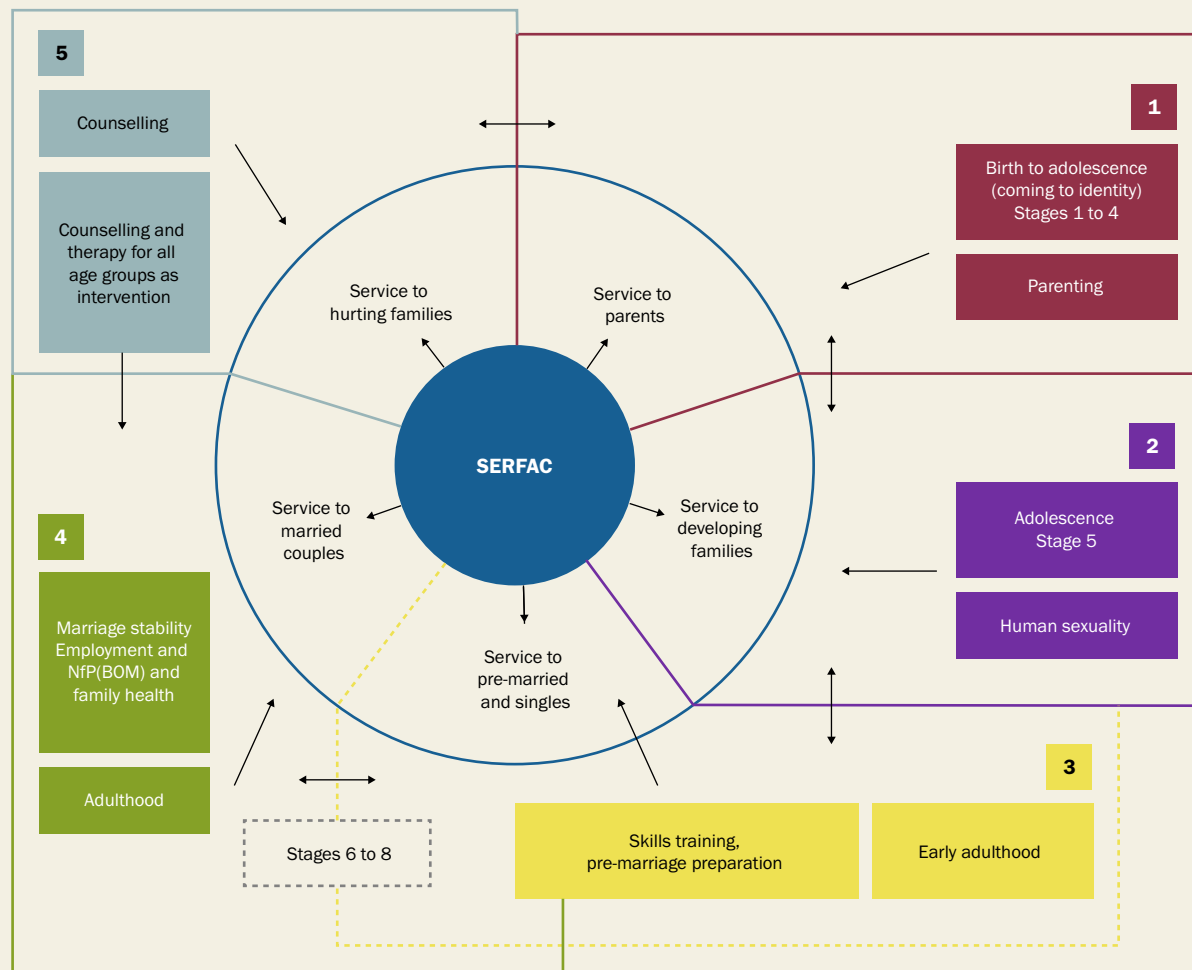 5
Counselling
Counselling and
therapy for all
age groups as
intervention
1
Birth to adolescence
(coming to identity)
Stages 1 to 4
Parenting
Service to
hurting families
Service to
parents
SERFAC
2
Adolescence
Stage 5
Human sexuality
Service to
married
couples
Service to
developing
families
4
Marriage stability
Employment and
NfP(BOM) and
family health
Adulthood
Service to
pre-married
and singles
3
Stages 6 to 8
Skills training,
pre-marriage preparation
Early adulthood